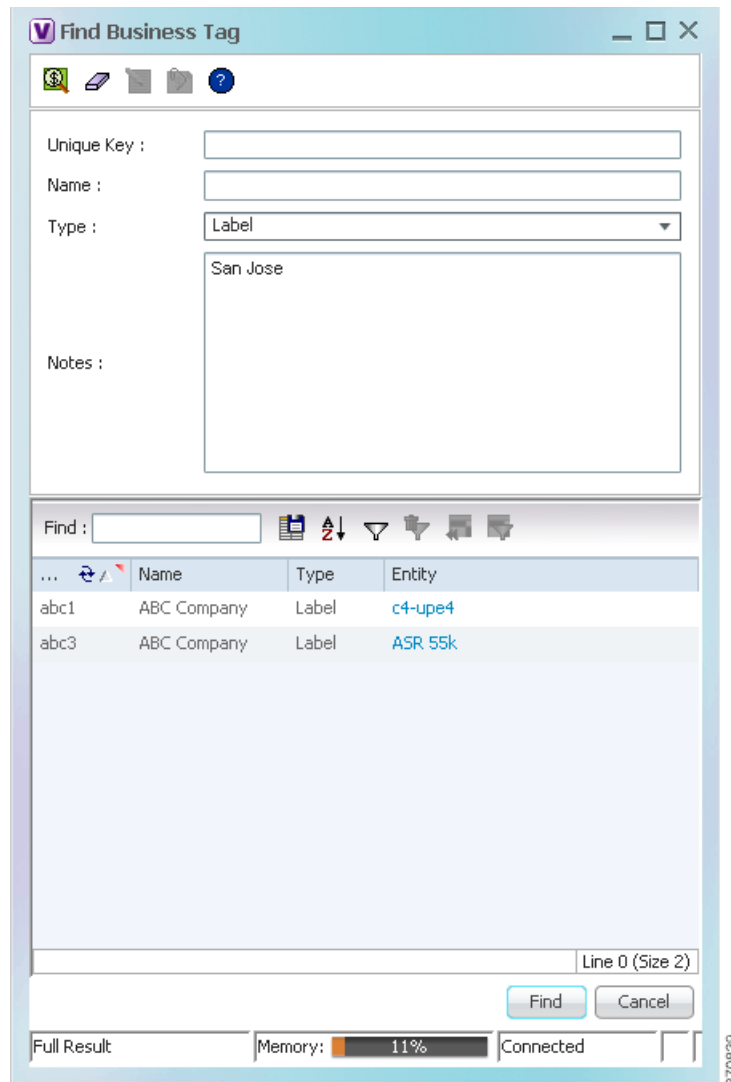 V Find Business Tag
$ ?
Unique Key :
Name :
Type : Label
San Jose
Notes :
Find : A Z
... Name Type Entity
abc1 ABC Company Label c4-upe4
abc3 ABC Company Label ASR 55k
Line 0 (Size 2)
Find Cancel
Full Result Memory: 11% Connected